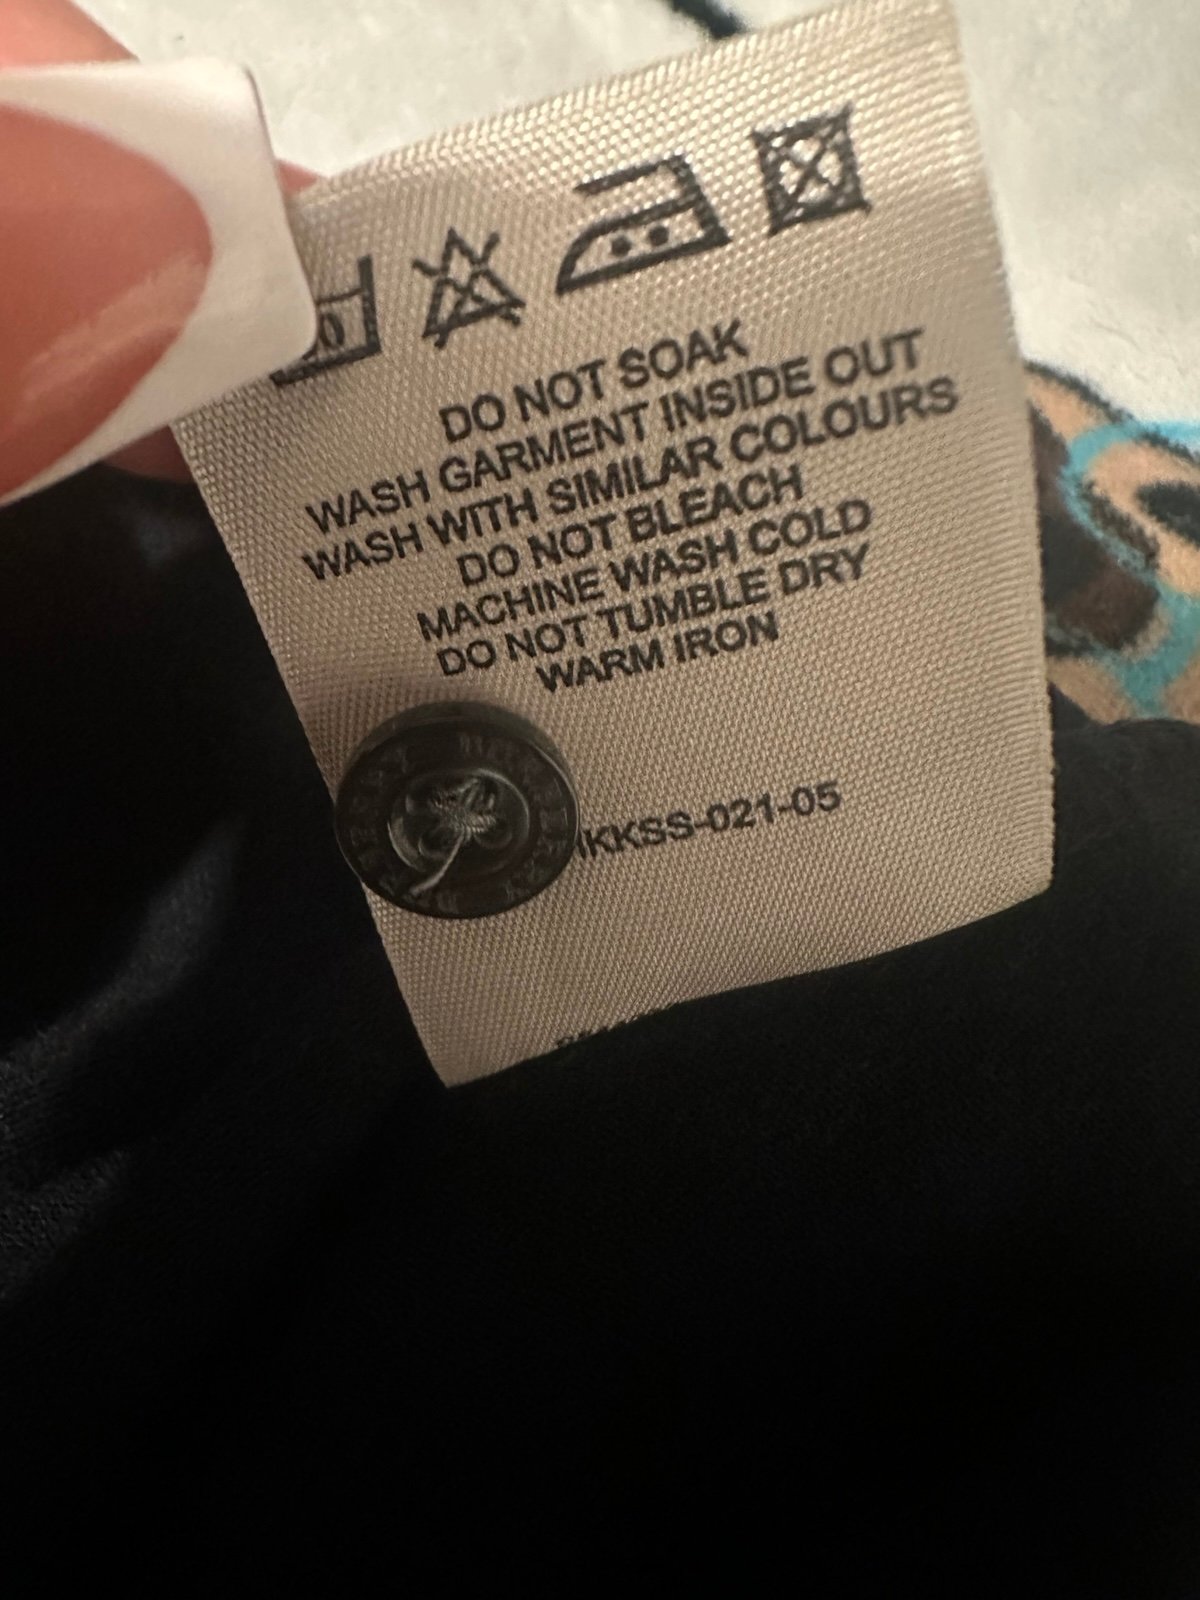 DO NOT SOAK
WASH GARMENT INSIDE OUT
WASH WITH SIMILAR COLOURS
DO NOT BLEACH
MACHINE WASH COLD
DO NOT TUMBLE DRY
WARM IRON
KKSS-021-05